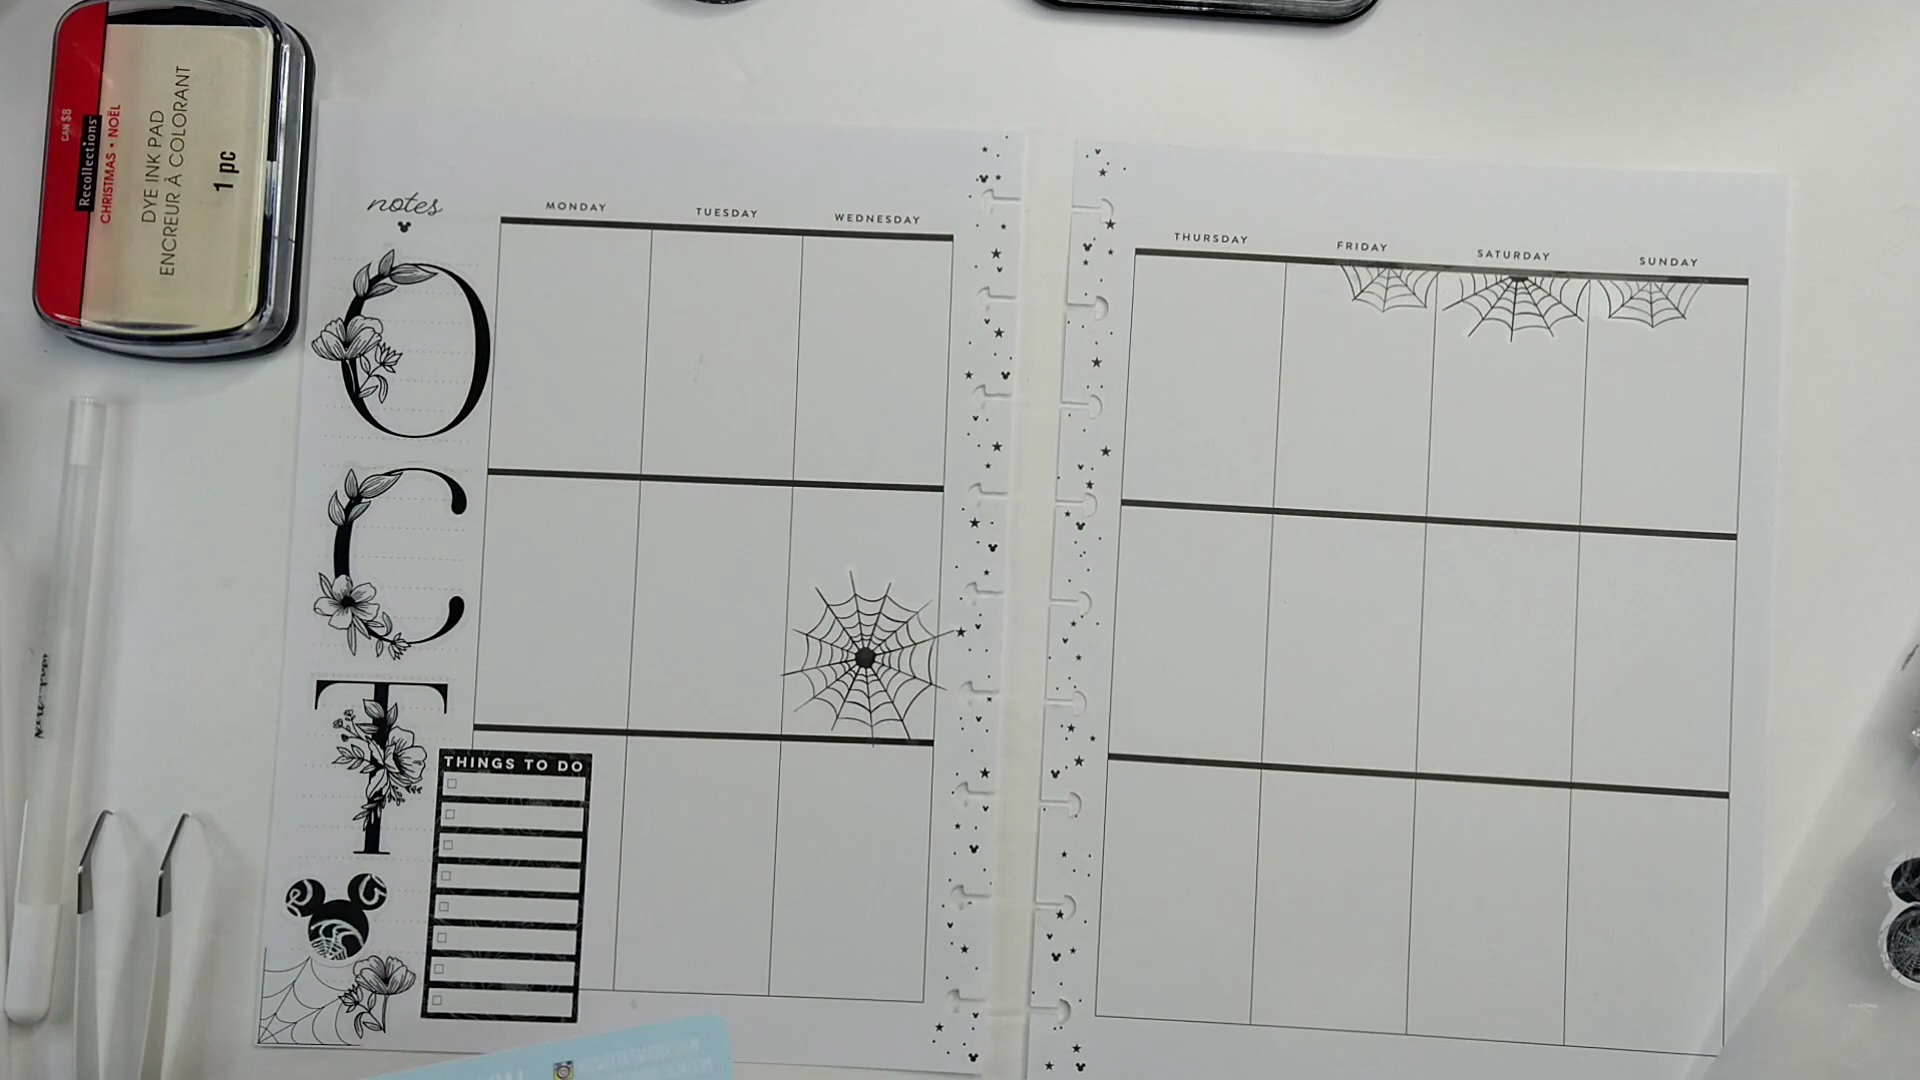 CAN $8
Recollections
CHRISTMAS • NOËL
DYE INK PAD
ENCREUR À COLORANT
1 pc
notes
MONDAY
TUESDAY
WEDNESDAY
THURSDAY
FRIDAY
SATURDAY
SUNDAY
O
C
T
THINGS TO DO